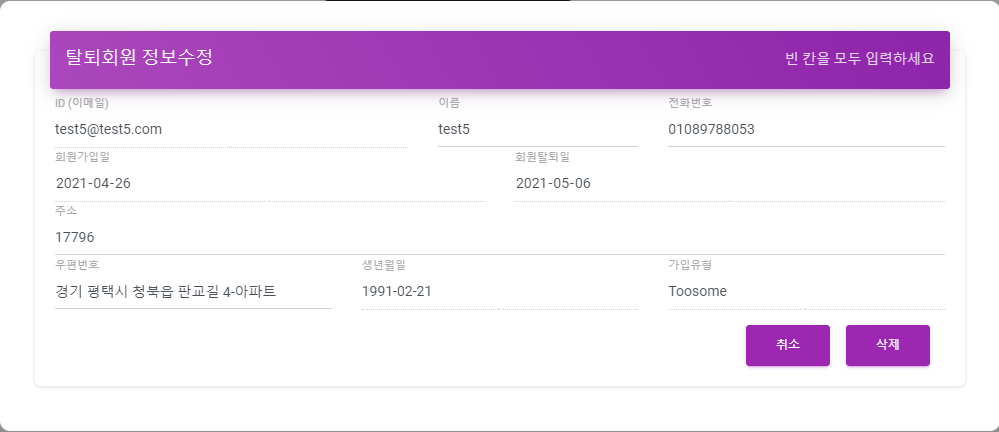 탈퇴회원 정보수정
빈 칸을 모두 입력하세요
ID (이메일) 이름 전화번호
test5@test5.com test5 01089788053
회원가입일 회원탈퇴일
2021-04-26 2021-05-06
주소
17796
우편번호 생년월일 가입유형
경기 평택시 청북읍 판교길 4-아파트 1991-02-21 Toosome
취소 삭제